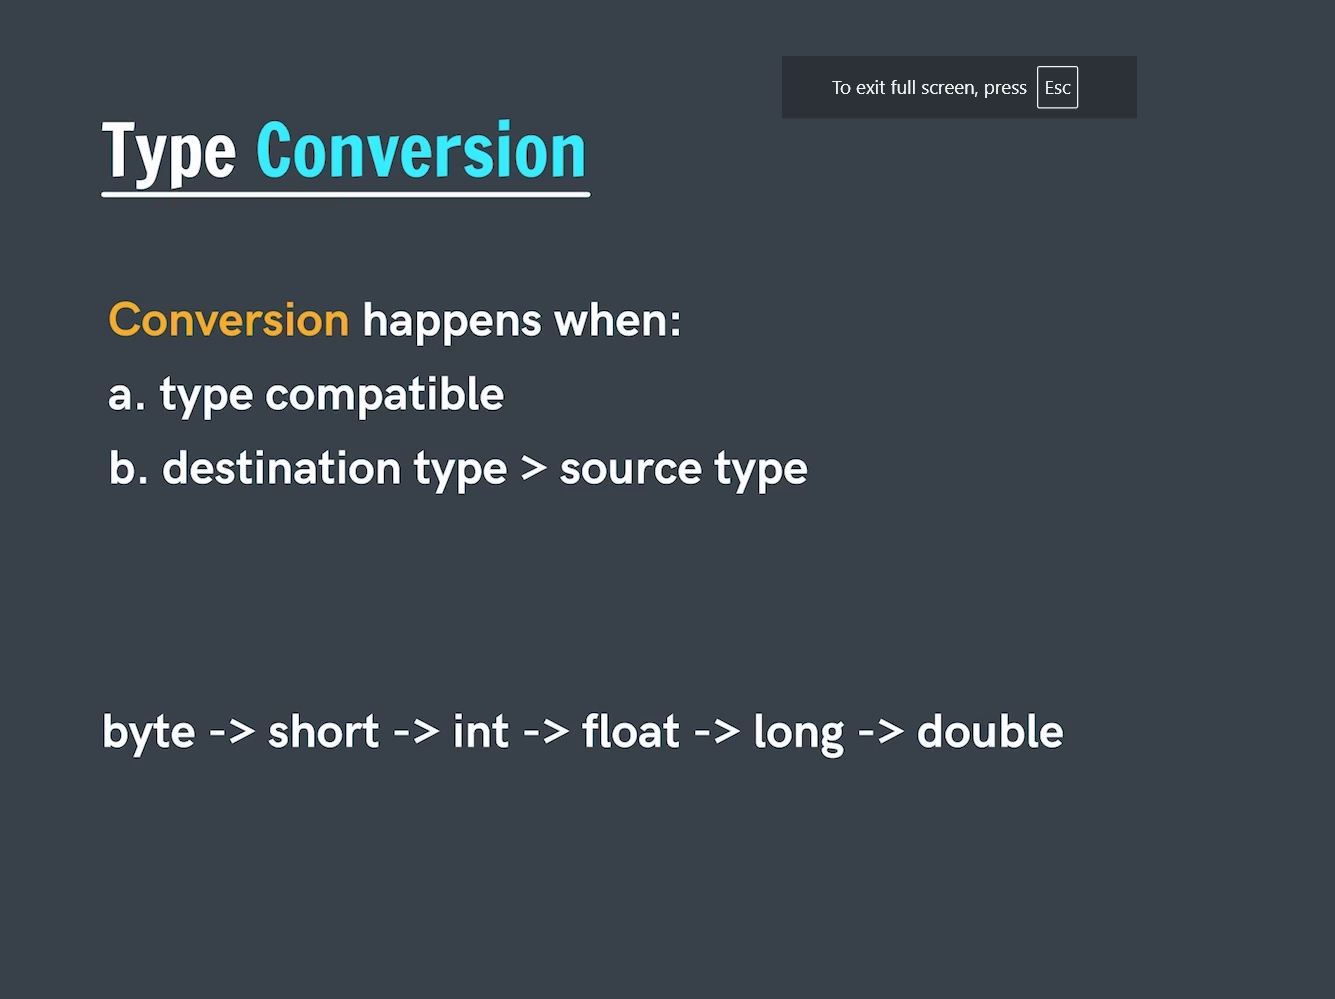 To exit full screen, press Esc
Type Conversion
Conversion happens when:
a. type compatible
b. destination type > source type
byte -> short -> int -> float -> long -> double